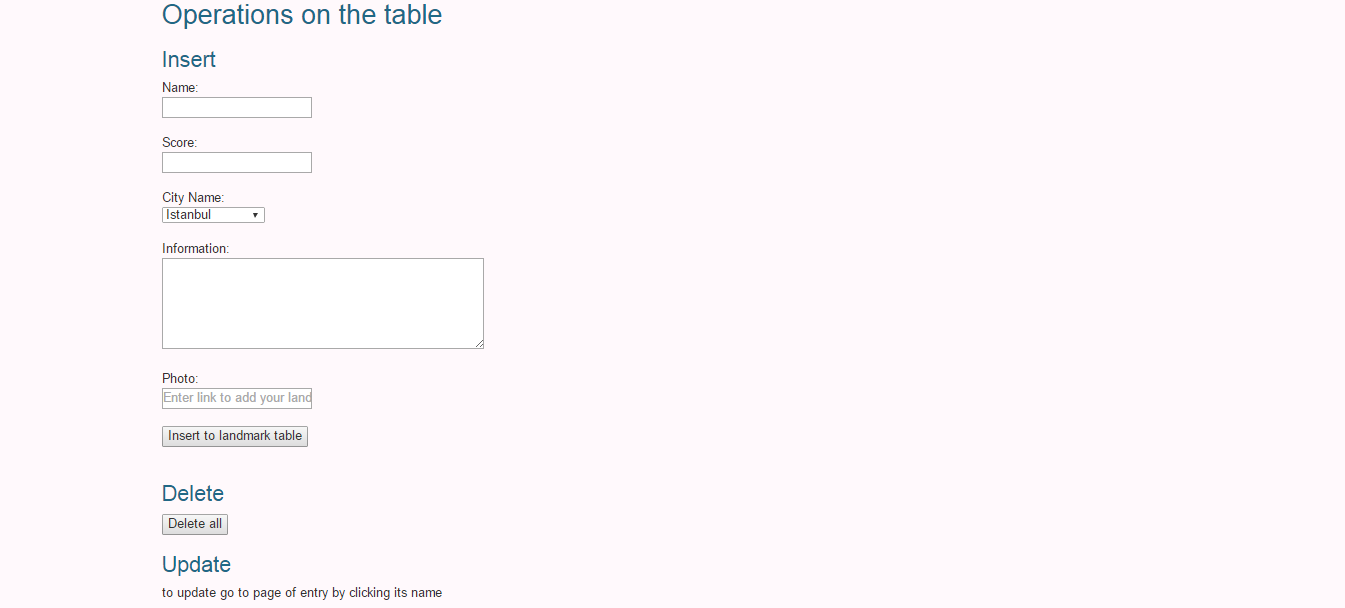 Operations on the table
Insert
Name:
Score:
City Name:
Istanbul
Information:
Photo:
Enter link to add your land
Insert to landmark table
Delete
Delete all
Update
to update go to page of entry by clicking its name